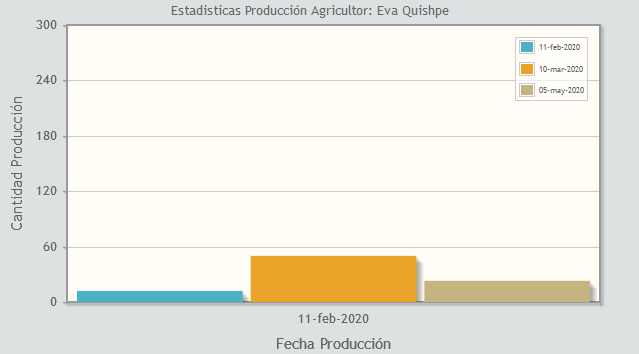 Estadisticas Producción Agricultor: Eva Quishpe
300
240
180
120
60
0
Cantidad Producción
11-feb-2020
10-mar-2020
05-may-2020
11-feb-2020
Fecha Producción